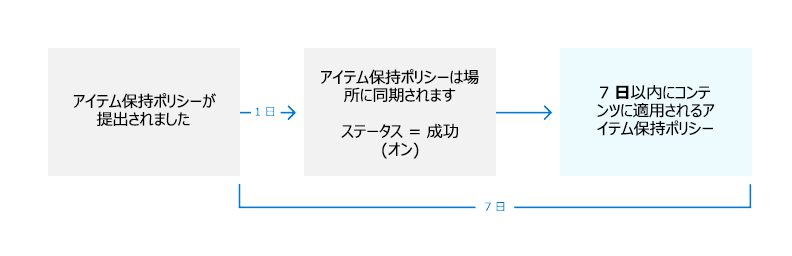 アイテム保持ポリシーが
提出されました
1 日
アイテム保持ポリシーは場
所に同期されます
ステータス = 成功
(オン)
7 日以内にコンテ
ンツに適用されるア
イテム保持ポリシー
7 日